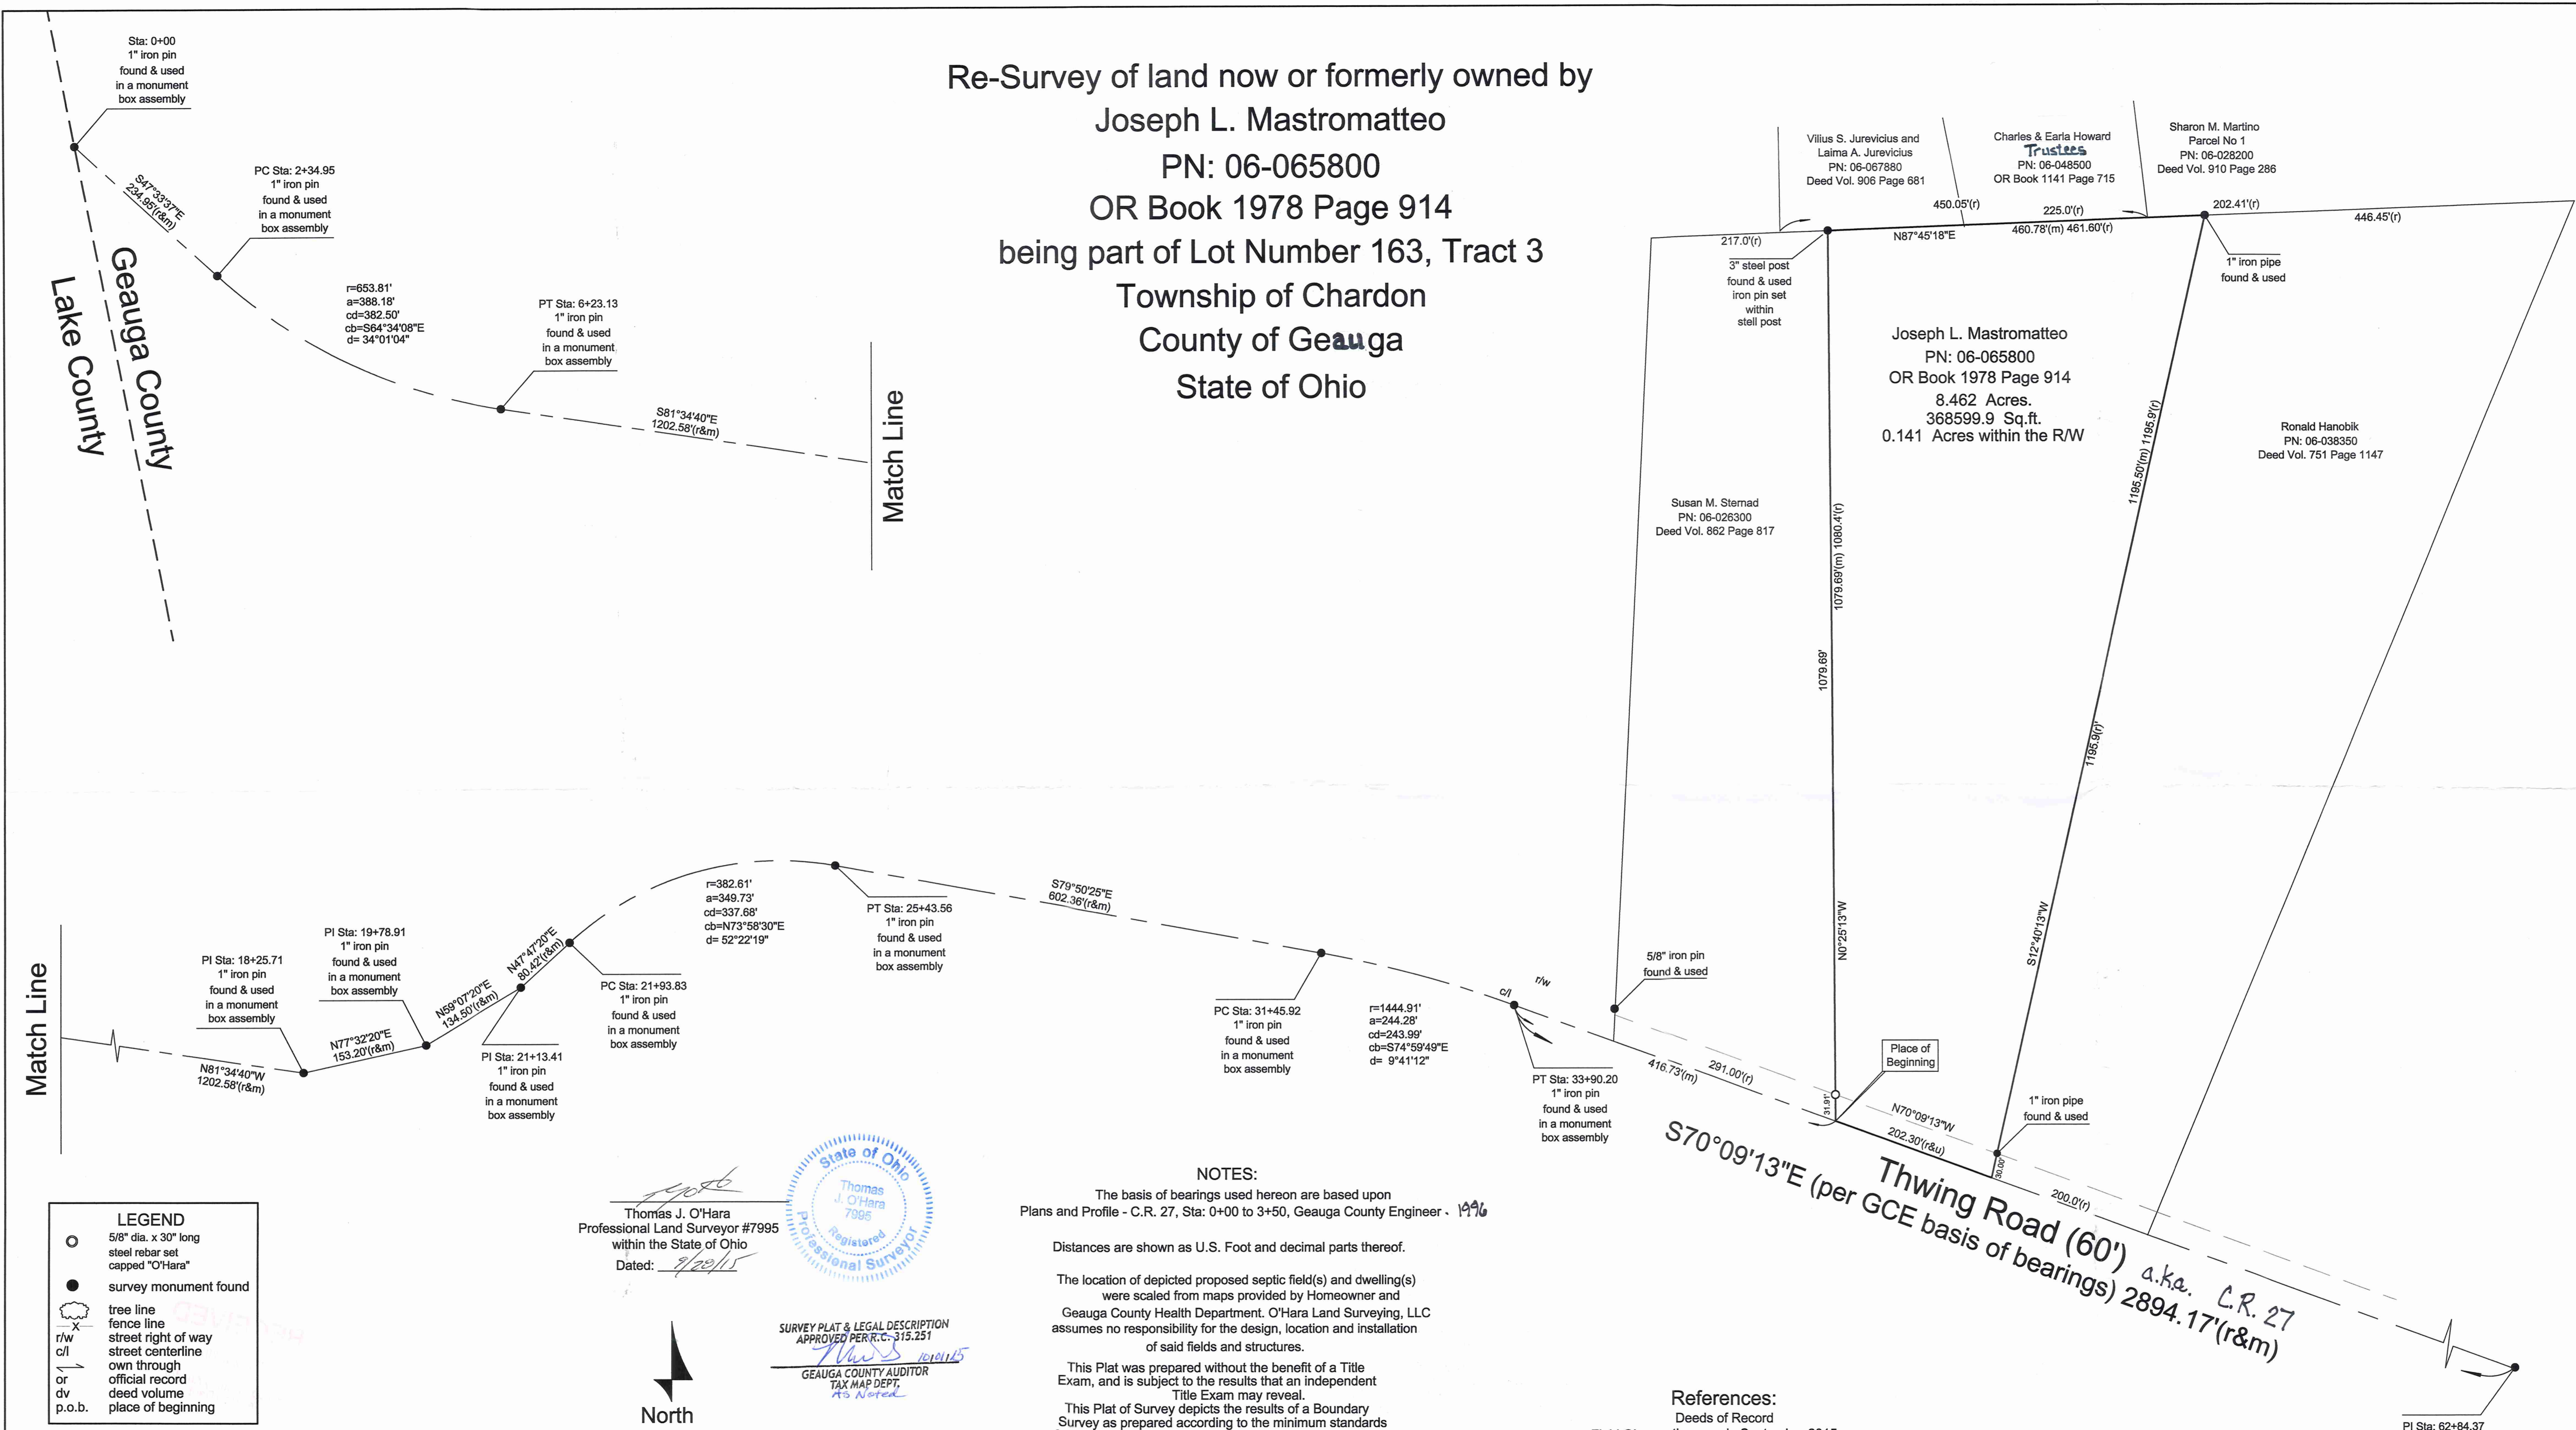 Re-Survey of land now or formerly owned by
Joseph L. Mastromatteo
PN: 06-065800
OR Book 1978 Page 914
being part of Lot Number 163, Tract 3
Township of Chardon
County of Geauga
State of Ohio
Sta: 0+00
1" iron pin
found & used
in a monument
box assembly
S47°33'37"E
234.95'(r&m)
PC Sta: 2+34.95
1" iron pin
found & used
in a monument
box assembly
Geauga County
Lake County
r=653.81'
a=388.18'
cd=382.50'
cb=S64°34'08"E
d= 34°01'04"
PT Sta: 6+23.13
1" iron pin
found & used
in a monument
box assembly
S81°34'40"E
1202.58'(r&m)
Match Line
Vilius S. Jurevicius and
Laima A. Jurevicius
PN: 06-067880
Deed Vol. 906 Page 681
Charles & Earla Howard
Trustees
PN: 06-048500
OR Book 1141 Page 715
Sharon M. Martino
Parcel No 1
PN: 06-028200
Deed Vol. 910 Page 286
450.05'(r)
225.0'(r)
202.41'(r)
446.45'(r)
217.0'(r)
N87°45'18"E
460.78'(m) 461.60'(r)
3" steel post
found & used
iron pin set
within
stell post
1" iron pipe
found & used
Joseph L. Mastromatteo
PN: 06-065800
OR Book 1978 Page 914
8.462 Acres.
368599.9 Sq.ft.
0.141 Acres within the R/W
Ronald Hanobik
PN: 06-038350
Deed Vol. 751 Page 1147
Susan M. Sternad
PN: 06-026300
Deed Vol. 862 Page 817
1079.69'(m) 1080.4'(r)
1079.69'
N0°25'13"W
1195.50'(m) 1195.9'(r)
1195.9(r)'
S12°40'13"W
Match Line
N81°34'40"W
1202.58'(r&m)
PI Sta: 18+25.71
1" iron pin
found & used
in a monument
box assembly
N77°32'20"E
153.20'(r&m)
PI Sta: 19+78.91
1" iron pin
found & used
in a monument
box assembly
N59°07'20"E
134.50'(r&m)
PI Sta: 21+13.41
1" iron pin
found & used
in a monument
box assembly
N47°47'20"E
80.42'(r&m)
PC Sta: 21+93.83
1" iron pin
found & used
in a monument
box assembly
r=382.61'
a=349.73'
cd=337.68'
cb=N73°58'30"E
d= 52°22'19"
PT Sta: 25+43.56
1" iron pin
found & used
in a monument
box assembly
S79°50'25"E
602.36'(r&m)
PC Sta: 31+45.92
1" iron pin
found & used
in a monument
box assembly
r=1444.91'
a=244.28'
cd=243.99'
cb=S74°59'49"E
d= 9°41'12"
c/l
r/w
PT Sta: 33+90.20
1" iron pin
found & used
in a monument
box assembly
5/8" iron pin
found & used
416.73'(m)
291.00'(r)
31.91'
Place of
Beginning
N70°09'13"W
202.30'(r&u)
1" iron pipe
found & used
30.00'
200.0'(r)
Thwing Road (60') a.k.a. C.R. 27
S70°09'13"E (per GCE basis of bearings) 2894.17'(r&m)
PI Sta: 62+84.37
LEGEND
5/8" dia. x 30" long
steel rebar set
capped "O'Hara"
survey monument found
tree line
x fence line
r/w street right of way
c/l street centerline
own through
or official record
dv deed volume
p.o.b. place of beginning
Thomas J. O'Hara
Professional Land Surveyor #7995
within the State of Ohio
Dated: 9/28/15
State of Ohio
Thomas
J. O'Hara
7995
Registered
Professional Surveyor
North
SURVEY PLAT & LEGAL DESCRIPTION
APPROVED PER R.C. 315.251
10/01/15
GEAUGA COUNTY AUDITOR
TAX MAP DEPT.
As Noted
NOTES:
The basis of bearings used hereon are based upon
Plans and Profile - C.R. 27, Sta: 0+00 to 3+50, Geauga County Engineer - 1996
Distances are shown as U.S. Foot and decimal parts thereof.
The location of depicted proposed septic field(s) and dwelling(s)
were scaled from maps provided by Homeowner and
Geauga County Health Department. O'Hara Land Surveying, LLC
assumes no responsibility for the design, location and installation
of said fields and structures.
This Plat was prepared without the benefit of a Title
Exam, and is subject to the results that an independent
Title Exam may reveal.
This Plat of Survey depicts the results of a Boundary
Survey as prepared according to the minimum standards
References:
Deeds of Record